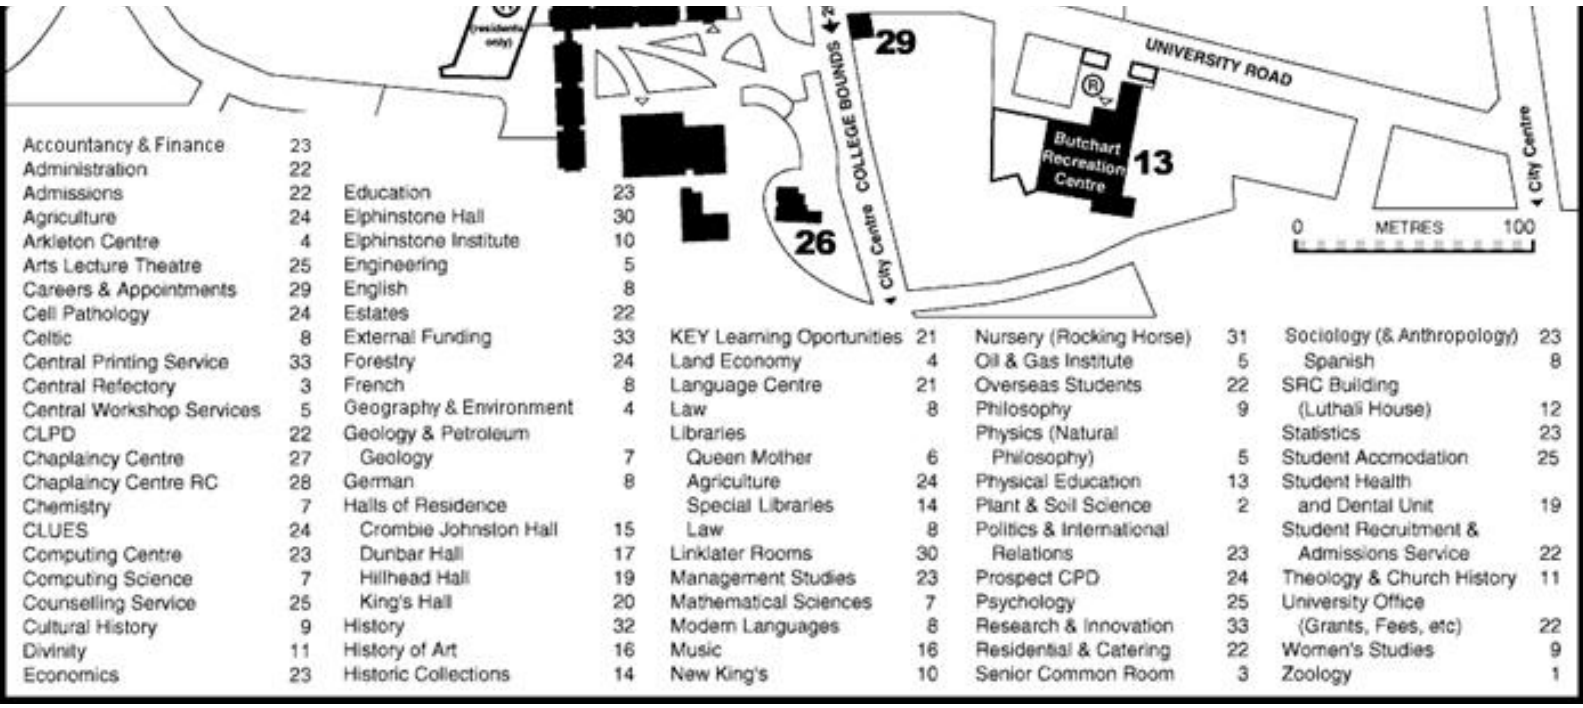 (residents
only)
29
COLLEGE BOUNDS
City Centre
UNIVERSITY ROAD
R
Butchart
Recreation
Centre
13
City Centre
26
0 METRES 100
Accountancy & Finance 23
Administration 22
Admissions 22
Agriculture 24
Arkleton Centre 4
Arts Lecture Theatre 25
Careers & Appointments 29
Cell Pathology 24
Celtic 8
Central Printing Service 33
Central Refectory 3
Central Workshop Services 5
CLPD 22
Chaplaincy Centre 27
Chaplaincy Centre RC 28
Chemistry 7
CLUES 24
Computing Centre 23
Computing Science 7
Counselling Service 25
Cultural History 9
Divinity 11
Economics 23
Education 23
Elphinstone Hall 30
Elphinstone Institute 10
Engineering 5
English 8
Estates 22
External Funding 33
Forestry 24
French 8
Geography & Environment 4
Geology & Petroleum
Geology 7
German 8
Halls of Residence
Crombie Johnston Hall 15
Dunbar Hall 17
Hillhead Hall 19
King's Hall 20
History 32
History of Art 16
Historic Collections 14
KEY Learning Oportunities 21
Land Economy 4
Language Centre 21
Law 8
Libraries
Queen Mother 6
Agriculture 24
Special Libraries 14
Law 8
Linklater Rooms 30
Management Studies 23
Mathematical Sciences 7
Modern Languages 8
Music 16
New King's 10
Nursery (Rocking Horse) 31
Oil & Gas Institute 5
Overseas Students 22
Philosophy 9
Physics (Natural
Philosophy) 5
Physical Education 13
Plant & Soil Science 2
Politics & International
Relations 23
Prospect CPD 24
Psychology 25
Research & Innovation 33
Residential & Catering 22
Senior Common Room 3
Sociology (& Anthropology) 23
Spanish 8
SRC Building
(Luthali House) 12
Statistics 23
Student Accmodation 25
Student Health
and Dental Unit 19
Student Recruitment &
Admissions Service 22
Theology & Church History 11
University Office
(Grants, Fees, etc) 22
Women's Studies 9
Zoology 1